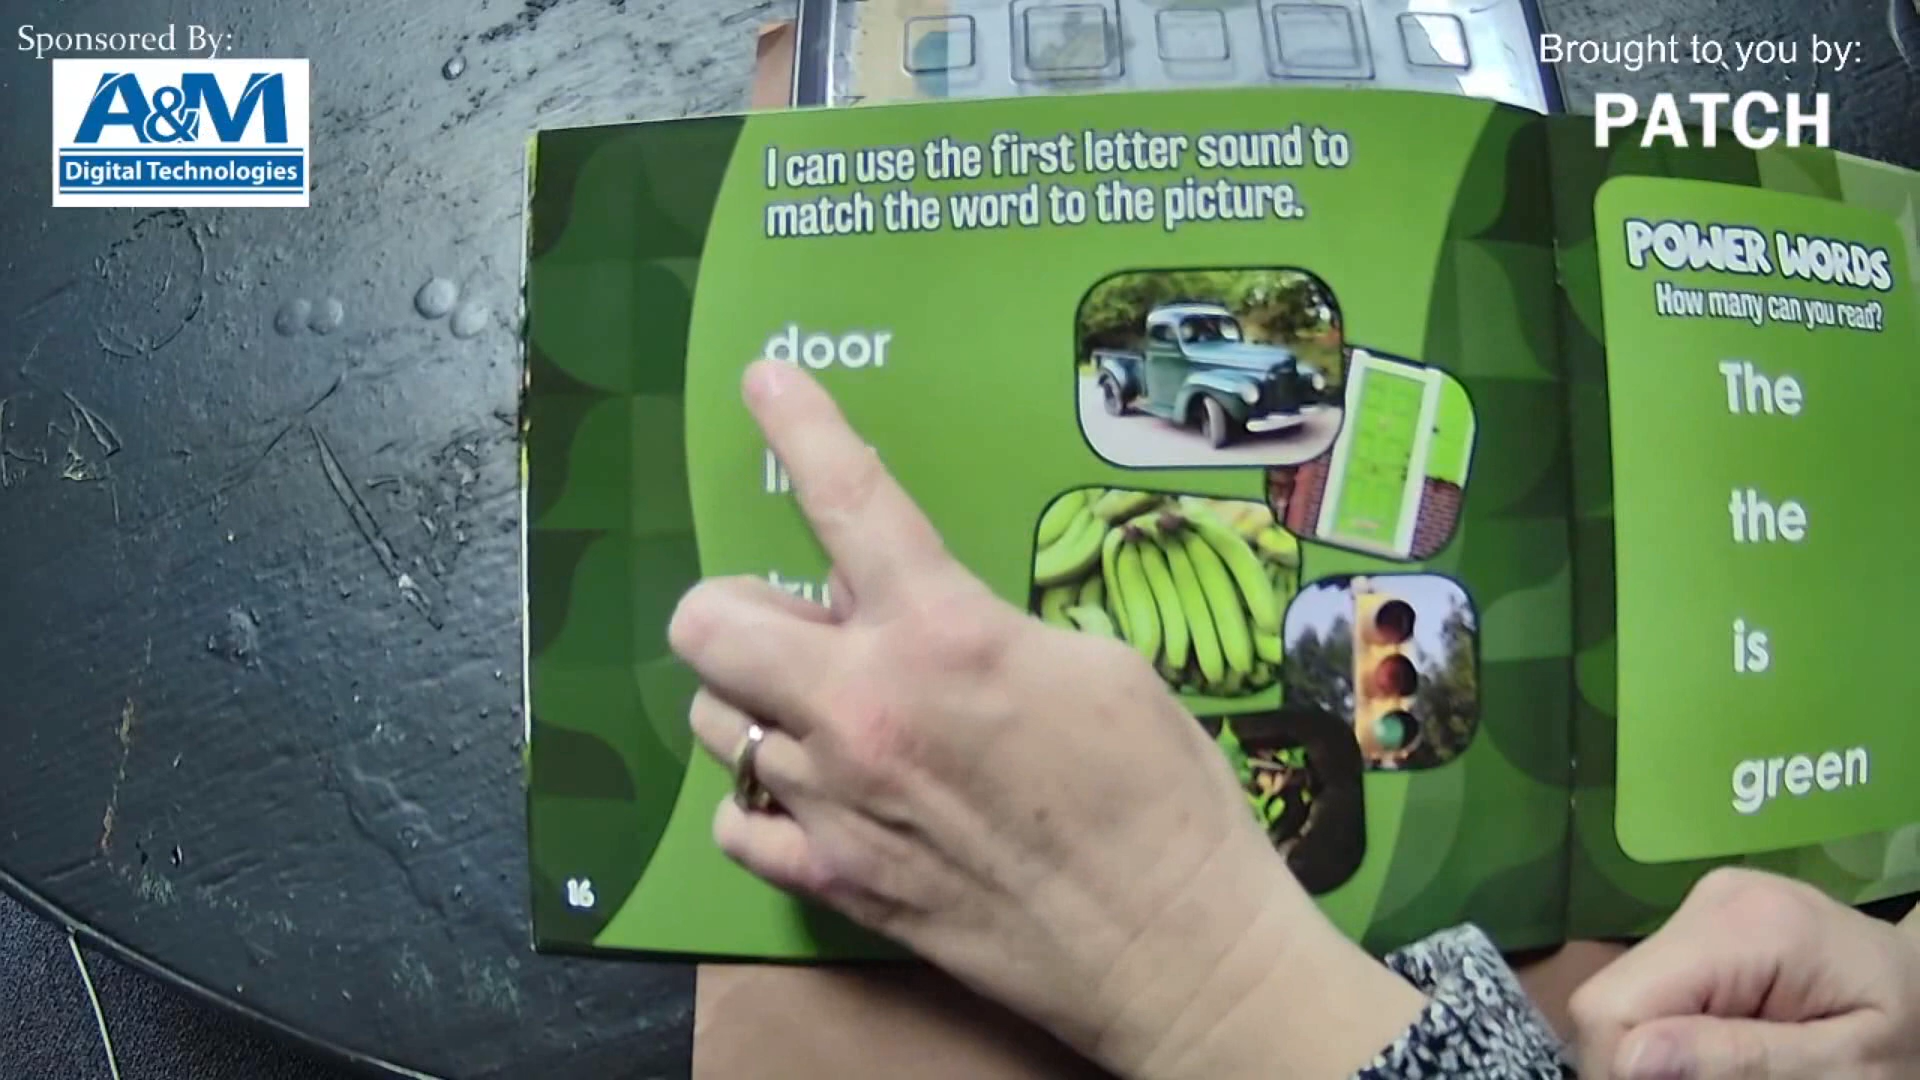 Sponsored By:
A&M
Digital Technologies
Brought to you by:
PATCH
I can use the first letter sound to
match the word to the picture.
door
16
POWER WORDS
How many can you read?
The
the
is
green